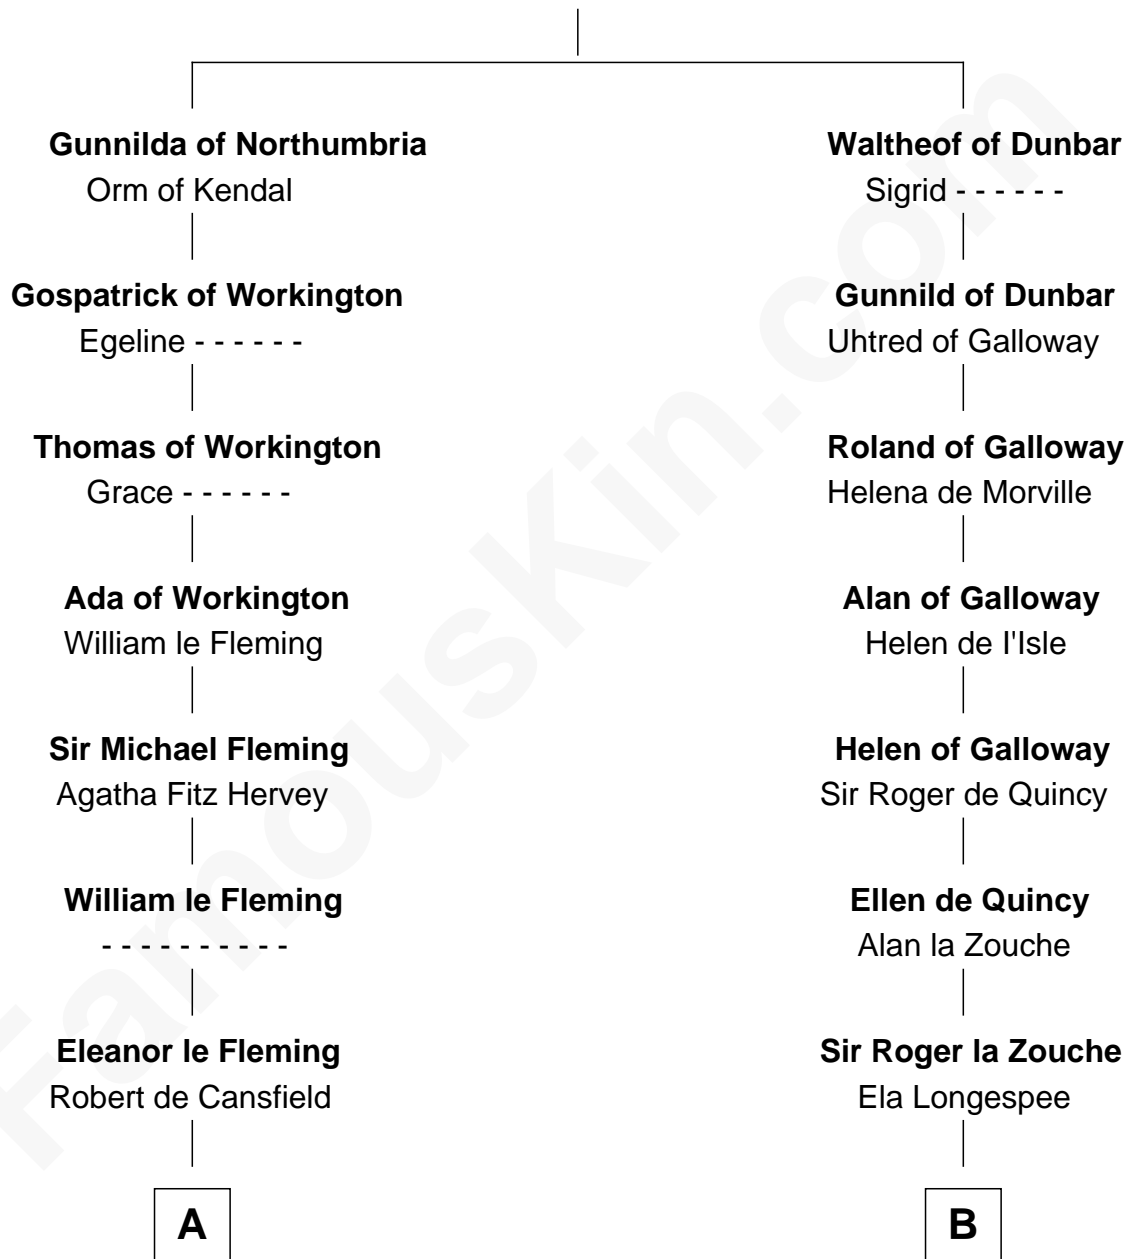 Gunnilda of Northumbria
Orm of Kendal
Gospatrick of Workington
Egeline - - - - - -
Thomas of Workington
Grace - - - - - -
Ada of Workington
William le Fleming
Sir Michael Fleming
Agatha Fitz Hervey
William le Fleming
- - - - - - - - - -
Eleanor le Fleming
Robert de Cansfield
A
Waltheof of Dunbar
Sigrid - - - - - -
Gunnild of Dunbar
Uhtred of Galloway
Roland of Galloway
Helena de Morville
Alan of Galloway
Helen de I'Isle
Helen of Galloway
Sir Roger de Quincy
Ellen de Quincy
Alan la Zouche
Sir Roger la Zouche
Ela Longespee
B
FamousKin.com